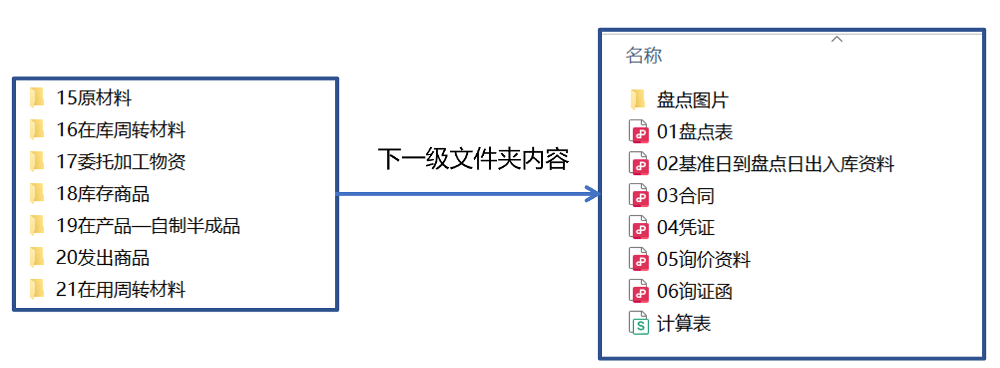 15原材料
16在库周转材料
17委托加工物资
18库存商品
19在产品—自制半成品
20发出商品
21在用周转材料
下一级文件夹内容
名称
盘点图片
01盘点表
02基准日到盘点日出入库资料
03合同
04凭证
05询价资料
06询证函
计算表